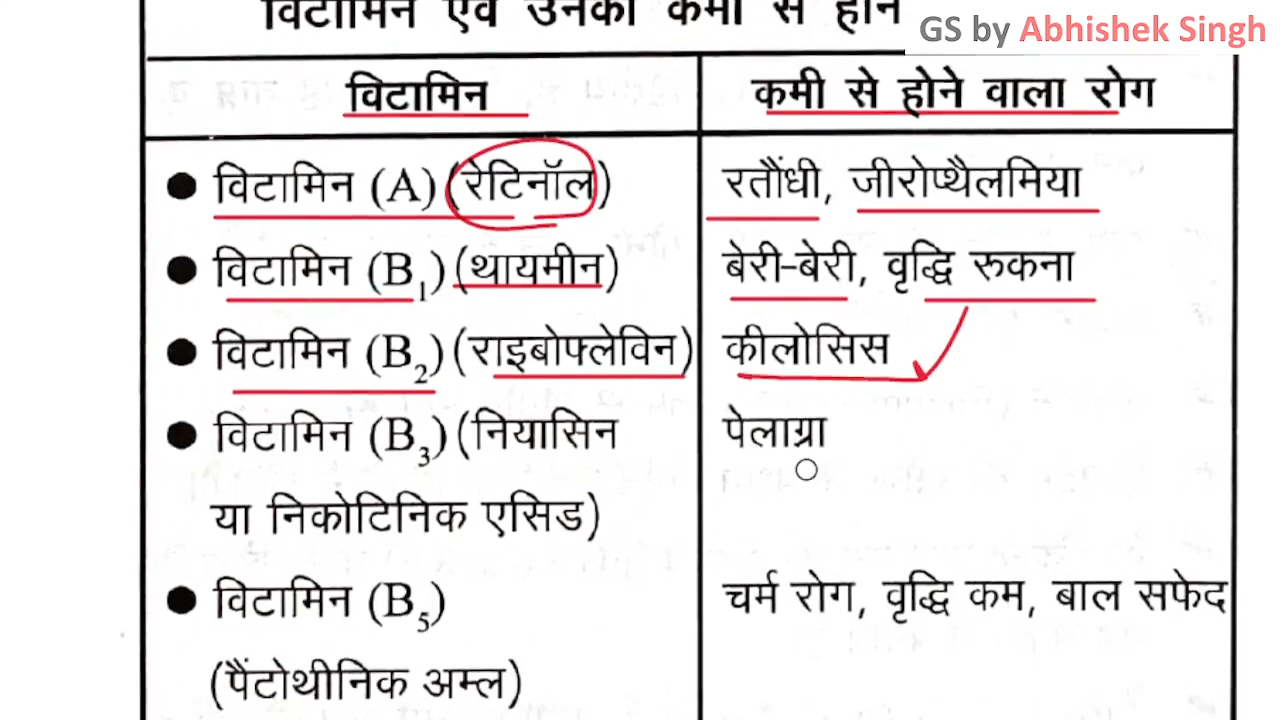 विटामिन एवं उनकी कमी से होने
GS by Abhishek Singh
विटामिन कमी से होने वाला रोग
● विटामिन (A) (रेटिनॉल) रतौंधी, जीरोप्थैलमिया
● विटामिन (B₁) (थायमीन) बेरी-बेरी, वृद्धि रुकना
● विटामिन (B₂) (राइबोफ्लेविन) कीलोसिस
● विटामिन (B₃) (नियासिन पेलाग्रा
या निकोटिनिक एसिड)
● विटामिन (B₅) चर्म रोग, वृद्धि कम, बाल सफेद
(पैंटोथीनिक अम्ल)